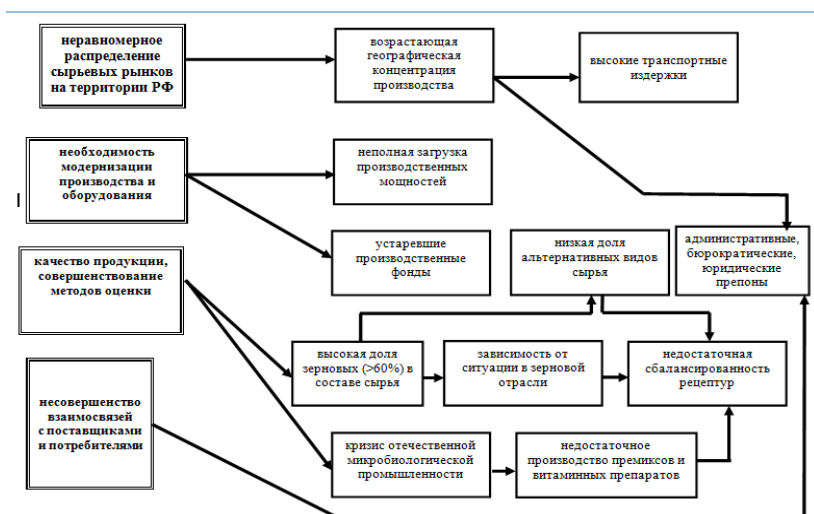 неравномерное
распределение
сырьевых рынков
на территории РФ
возрастающая
географическая
концентрация
производства
высокие транспортные
издержки
необходимость
модернизации
производства и
оборудования
неполная загрузка
производственных
мощностей
устаревшие
производственные
фонды
низкая доля
альтернативных видов
сырья
административные,
бюрократические,
юридические
препоны
качество продукции,
совершенствование
методов оценки
высокая доля
зерновых (>60%) в
составе сырья
зависимость от
ситуации в зерновой
отрасли
недостаточная
сбалансированность
рецептур
несовершенство
взаимосвязей
с поставщиками
и потребителями
кризис отечественной
микробиологической
промышленности
недостаточное
производство премиксов и
витаминных препаратов